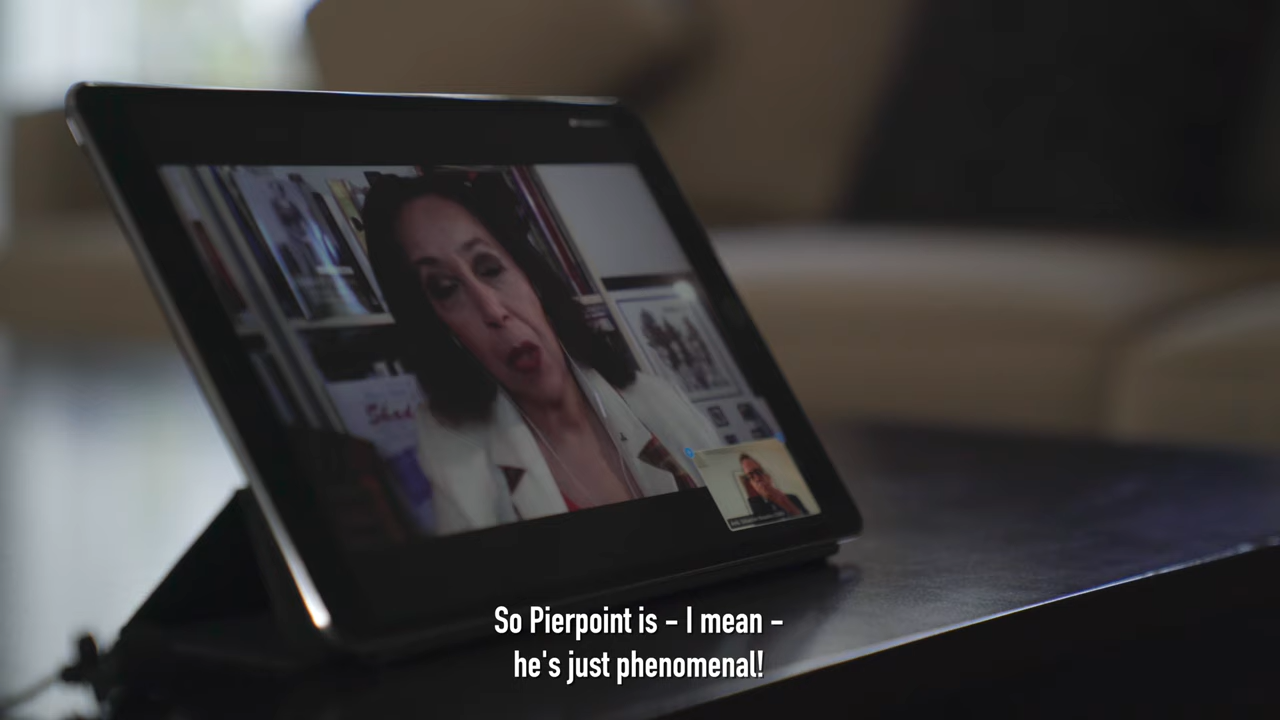 So Pierpoint is – I mean –
he's just phenomenal!